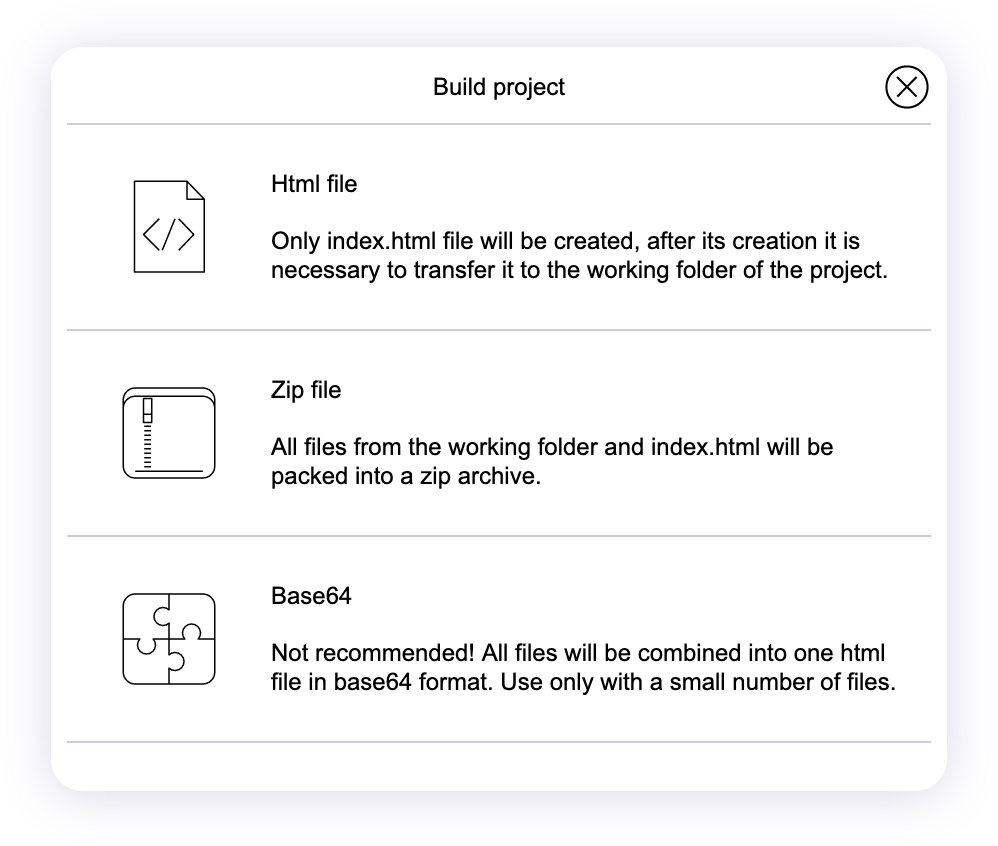 Build project
Html file
Only index.html file will be created, after its creation it is
necessary to transfer it to the working folder of the project.
Zip file
All files from the working folder and index.html will be
packed into a zip archive.
Base64
Not recommended! All files will be combined into one html
file in base64 format. Use only with a small number of files.